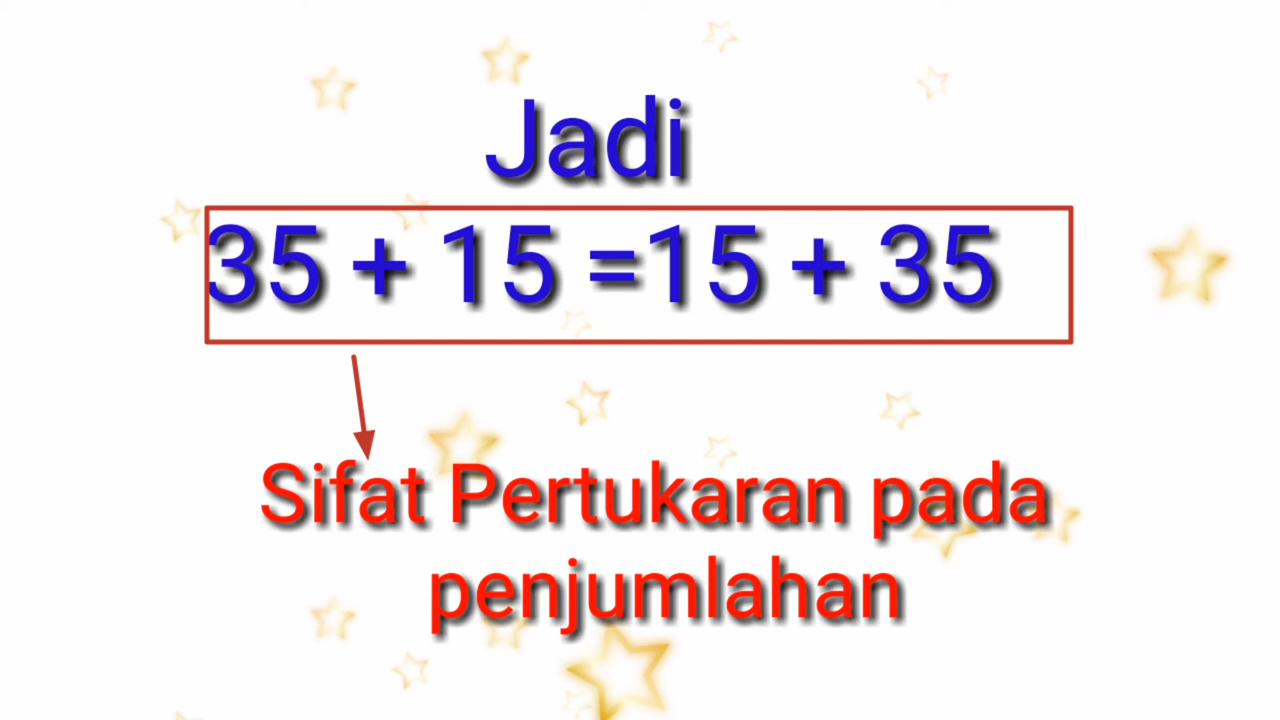 Jadi
35 + 15 =15 + 35
Sifat Pertukaran pada
penjumlahan